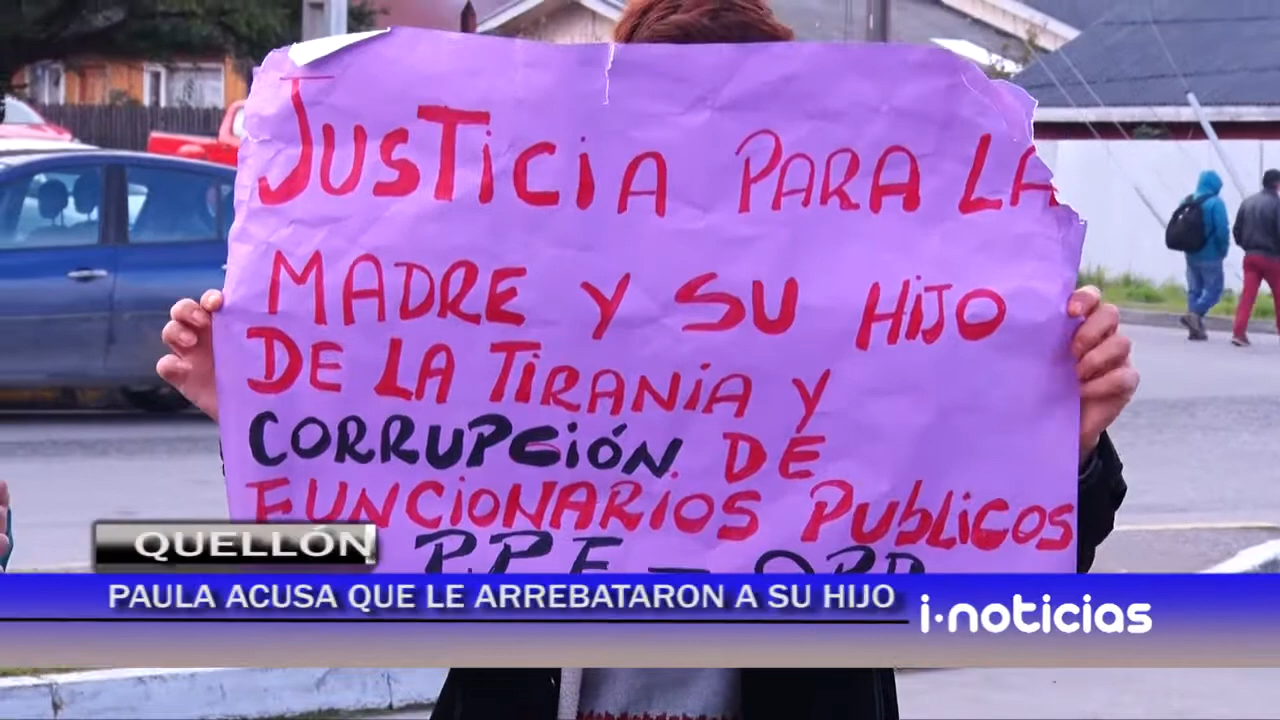 JUSTICIA PARA LA
MADRE Y SU HIJO
DE LA TIRANIA Y
CORRUPCIÓN DE
FUNCIONARIOS PUBLICOS
P.P.F – OPD
QUELLÓN
PAULA ACUSA QUE LE ARREBATARON A SU HIJO
i·noticias